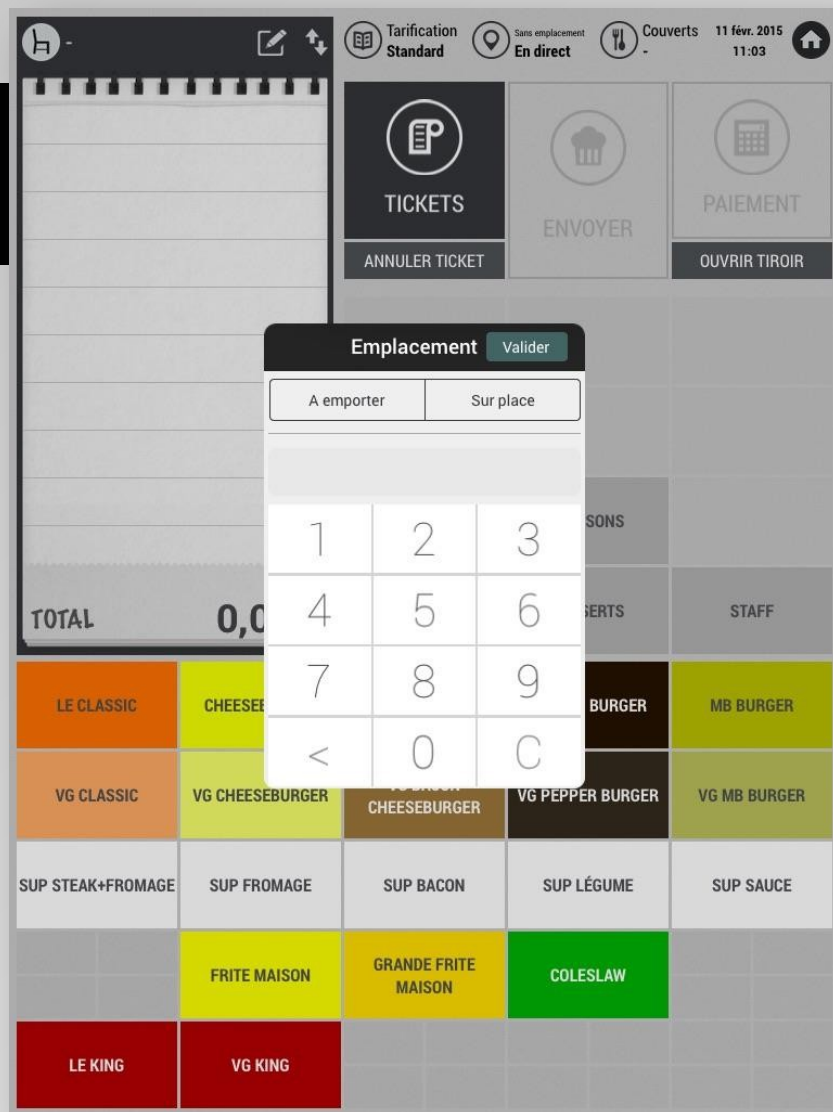 -
Tarification
Standard
Sans emplacement
En direct
Couverts
-
11 févr. 2015
11:03
TICKETS
ENVOYER
PAIEMENT
ANNULER TICKET
OUVRIR TIROIR
Emplacement
Valider
A emporter
Sur place
1 2 3
4 5 6
7 8 9
< 0 C
STAFF
TOTAL 0,0
LE CLASSIC
BURGER
MB BURGER
VG CLASSIC
VG CHEESEBURGER
CHEESEBURGER
VG PEPPER BURGER
VG MB BURGER
SUP STEAK+FROMAGE
SUP FROMAGE
SUP BACON
SUP LÉGUME
SUP SAUCE
FRITE MAISON
GRANDE FRITE
MAISON
COLESLAW
LE KING
VG KING